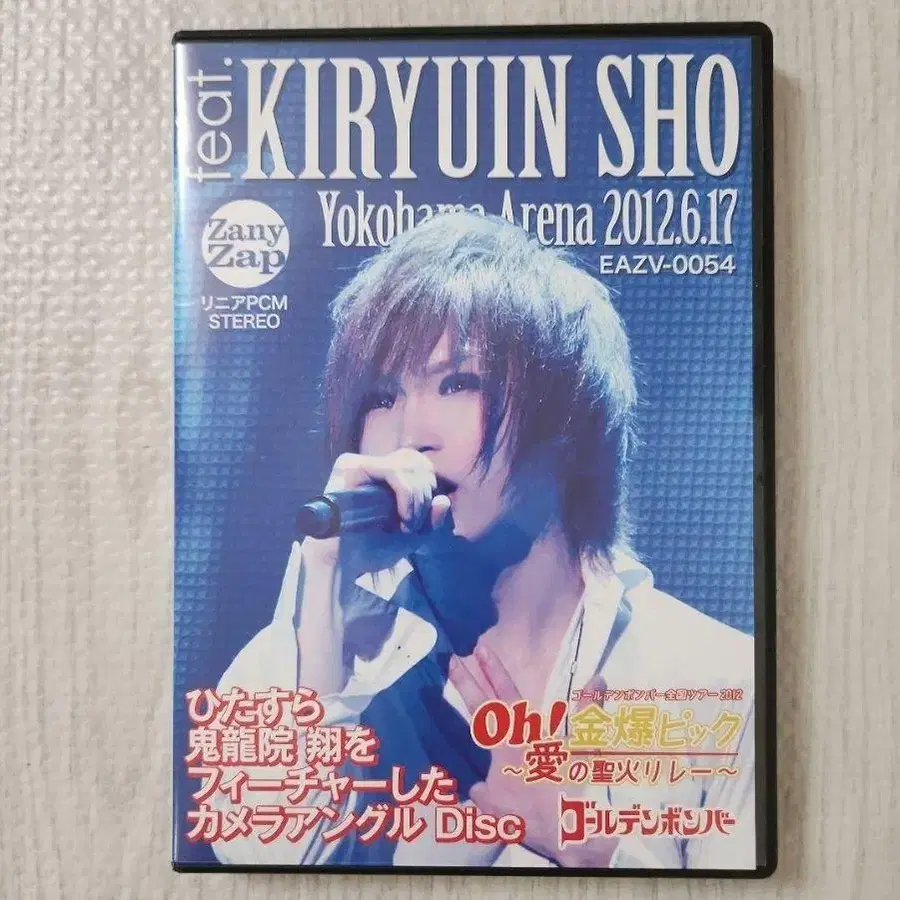 feat. KIRYUIN SHO
Yokohama Arena 2012.6.17
EAZV-0054
Zany
Zap
リニアPCM
STEREO
ひたすら
鬼龍院 翔を
フィーチャーした
カメラアングル Disc
ゴールデンボンバー全国ツアー2012
Oh!金爆ピック
~愛の聖火リレー~
ゴールデンボンバー